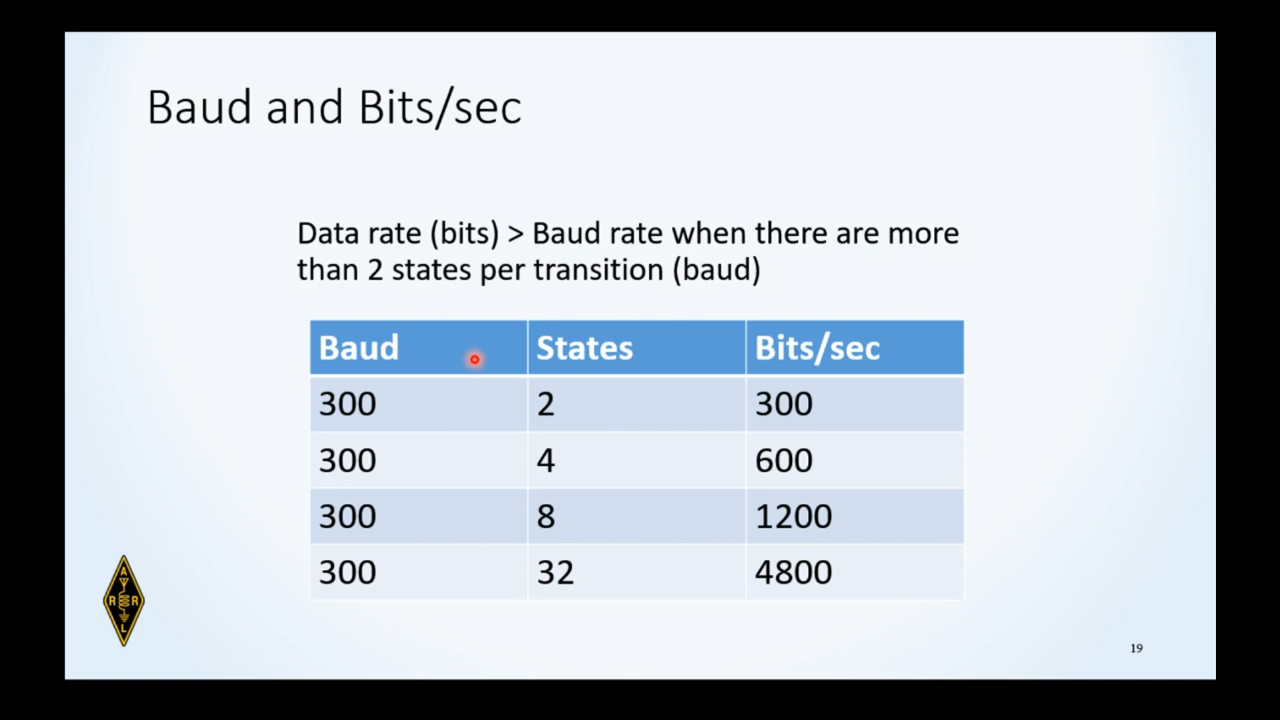 Baud and Bits/sec
Data rate (bits) > Baud rate when there are more
than 2 states per transition (baud)
Baud States Bits/sec
300 2 300
300 4 600
300 8 1200
300 32 4800
A
R R
L
19